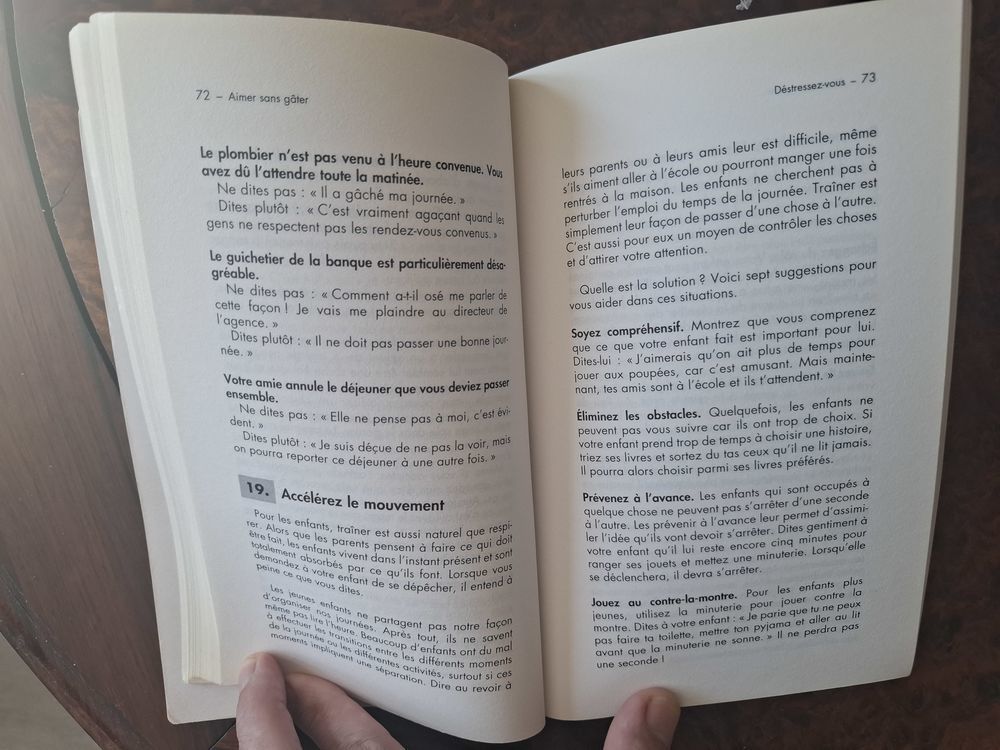 72 – Aimer sans gâter
Le plombier n'est pas venu à l'heure convenue. Vous
avez dû l'attendre toute la matinée.
Ne dites pas : « Il a gâché ma journée. »
Dites plutôt : « C'est vraiment agaçant quand les
gens ne respectent pas les rendez-vous convenus. »
Le guichetier de la banque est particulièrement désa-
gréable.
Ne dites pas : « Comment a-t-il osé me parler de
cette façon ! Je vais me plaindre au directeur de
l'agence. »
Dites plutôt : « Il ne doit pas passer une bonne jour-
née. »
Votre amie annule le déjeuner que vous deviez passer
ensemble.
Ne dites pas : « Elle ne pense pas à moi, c'est évi-
dent. »
Dites plutôt : « Je suis déçue de ne pas la voir, mais
on pourra reporter ce déjeuner à une autre fois. »
19. Accélérez le mouvement
Pour les enfants, traîner est aussi naturel que respi-
rer. Alors que les parents pensent à faire ce qui doit
être fait, les enfants vivent dans l'instant présent et sont
totalement absorbés par ce qu'ils font. Lorsque vous
demandez à votre enfant de se dépêcher, il entend à
peine ce que vous dites.
Les jeunes enfants ne partagent pas notre façon
d'organiser nos journées. Après tout, ils ne savent
même pas lire l'heure. Beaucoup d'enfants ont du mal
à effectuer les transitions entre les différents moments
de la journée ou les différentes activités, surtout si ces
moments impliquent une séparation. Dire au revoir à
Déstressez-vous – 73
leurs parents ou à leurs amis leur est difficile, même
s'ils aiment aller à l'école ou pourront manger une fois
rentrés à la maison. Les enfants ne cherchent pas à
perturber l'emploi du temps de la journée. Traîner est
simplement leur façon de passer d'une chose à l'autre.
C'est aussi pour eux un moyen de contrôler les choses
et d'attirer votre attention.
Quelle est la solution ? Voici sept suggestions pour
vous aider dans ces situations.
Soyez compréhensif. Montrez que vous comprenez
que ce que votre enfant fait est important pour lui.
Dites-lui : « J'aimerais qu'on ait plus de temps pour
jouer aux poupées, car c'est amusant. Mais mainte-
nant, tes amis sont à l'école et ils t'attendent. »
Éliminez les obstacles. Quelquefois, les enfants ne
peuvent pas vous suivre car ils ont trop de choix. Si
votre enfant prend trop de temps à choisir une histoire,
triez ses livres et sortez du tas ceux qu'il ne lit jamais.
Il pourra alors choisir parmi ses livres préférés.
Prévenez à l'avance. Les enfants qui sont occupés à
quelque chose ne peuvent pas s'arrêter d'une seconde
à l'autre. Les prévenir à l'avance leur permet d'assimi-
ler l'idée qu'ils vont devoir s'arrêter. Dites gentiment à
votre enfant qu'il lui reste encore cinq minutes pour
ranger ses jouets et mettez une minuterie. Lorsqu'elle
se déclenchera, il devra s'arrêter.
Jouez au contre-la-montre. Pour les enfants plus
jeunes, utilisez la minuterie pour jouer contre la
montre. Dites à votre enfant : « Je parie que tu ne peux
pas faire ta toilette, mettre ton pyjama et aller au lit
avant que la minuterie ne sonne. » Il ne perdra pas
une seconde !